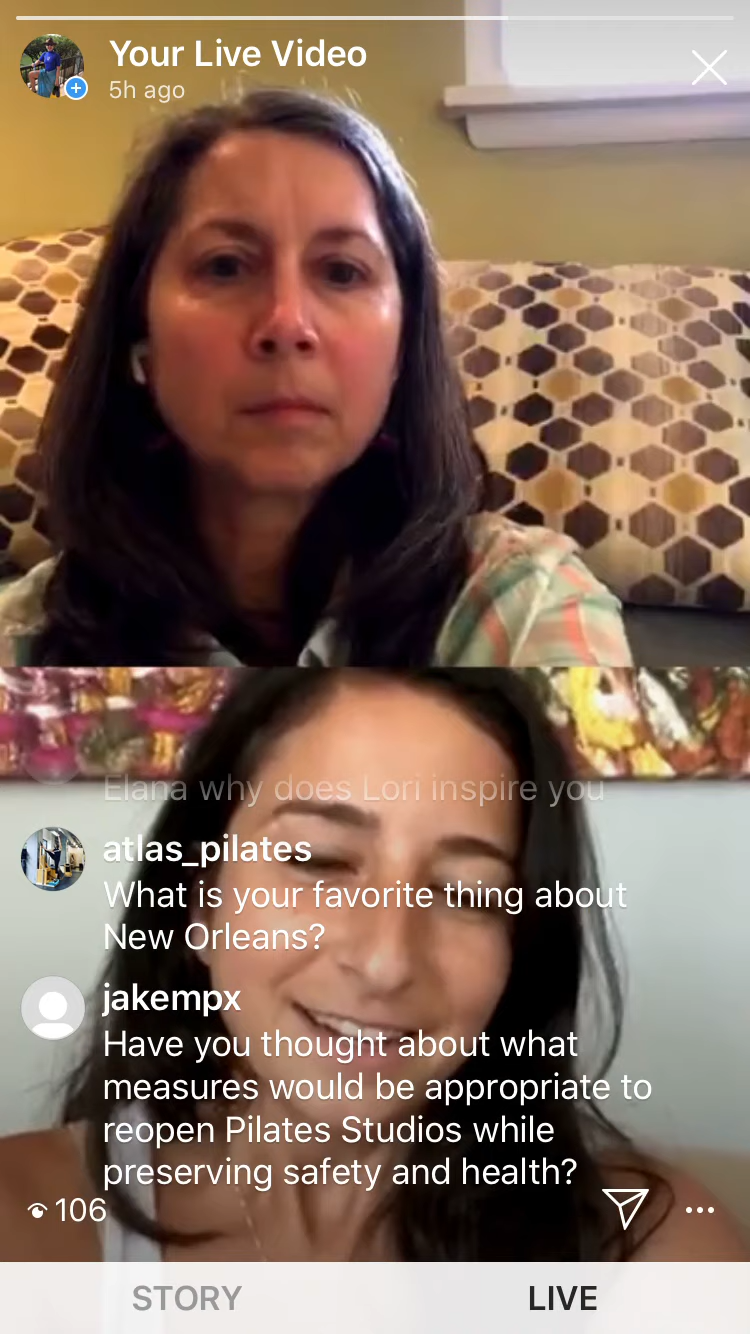 Your Live Video
5h ago
Elana why does Lori inspire you
atlas_pilates
What is your favorite thing about
New Orleans?
jakempx
Have you thought about what
measures would be appropriate to
reopen Pilates Studios while
preserving safety and health?
106
STORY
LIVE